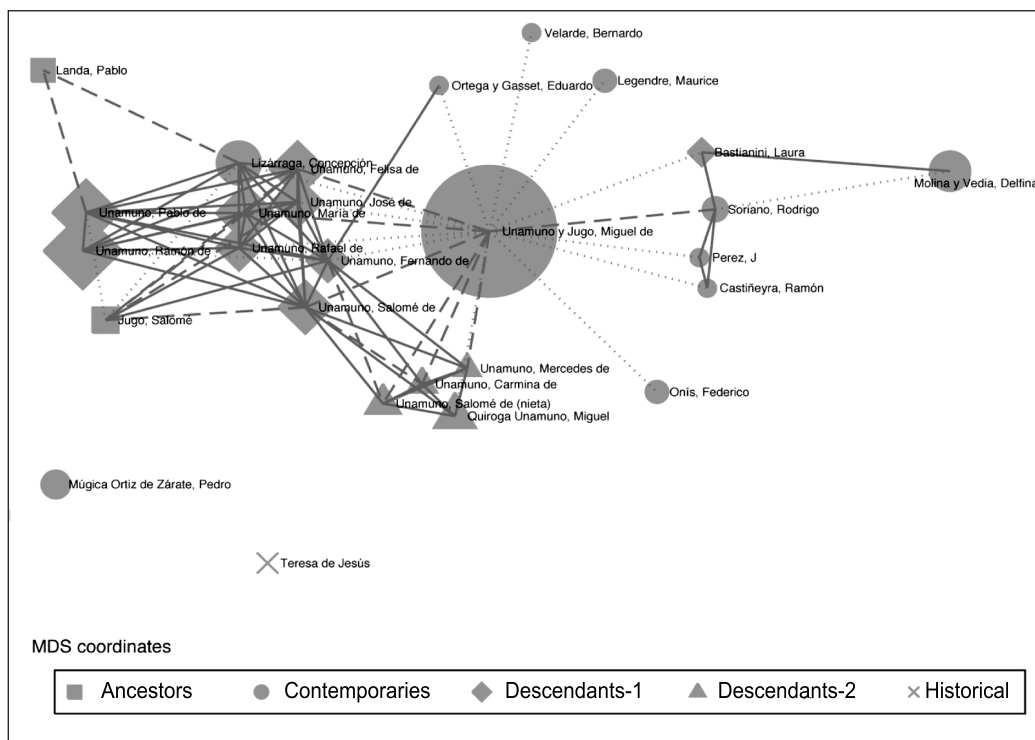 Velarde, Bernardo
Landa, Pablo
Ortega y Gasset, Eduardo
Legendre, Maurice
Bastianini, Laura
Lizárraga, Concepción
Unamuno, Felisa de
Molina y Vedia, Delfina
Unamuno, José de
Unamuno, Pablo de
Unamuno, María de
Soriano, Rodrigo
Unamuno y Jugo, Miguel de
Unamuno, Ramón de
Unamuno, Rafael de
Unamuno, Fernando de
Perez, J
Castiñeyra, Ramón
Unamuno, Salomé de
Jugo, Salomé
Unamuno, Mercedes de
Unamuno, Carmina de
Onís, Federico
Unamuno, Salomé de (nieta)
Quiroga Unamuno, Miguel
Múgica Ortiz de Zárate, Pedro
Teresa de Jesús
MDS coordinates
Ancestors Contemporaries Descendants-1 Descendants-2 Historical